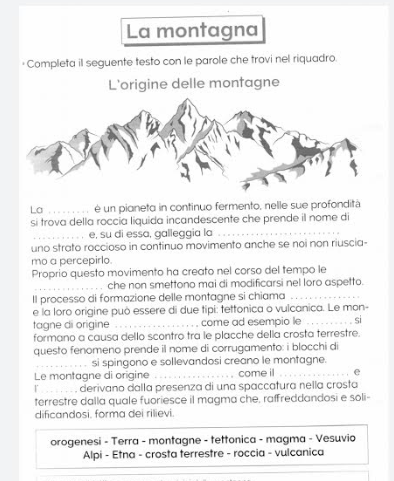 La montagna
• Completa il seguente testo con le parole che trovi nel riquadro.
L'origine delle montagne
La ......... è un pianeta in continuo fermento, nelle sue profondità
si trova della roccia liquida incandescente che prende il nome di
............. e, su di essa, galleggia la ........................
uno strato roccioso in continuo movimento anche se noi non riuscia-
mo a percepirlo.
Proprio questo movimento ha creato nel corso del tempo le
.................. che non smettono mai di modificarsi nel loro aspetto.
Il processo di formazione delle montagne si chiama ..............
e la loro origine può essere di due tipi: tettonica o vulcanica. Le mon-
tagne di origine ................. , come ad esempio le .......... , si
formano a causa dello scontro tra le placche della crosta terrestre,
questo fenomeno prende il nome di corrugamento: i blocchi di
............. si spingono e sollevandosi creano le montagne.
Le montagne di origine ................. , come il .............. e
l' ........ , derivano dalla presenza di una spaccatura nella crosta
terrestre dalla quale fuoriesce il magma che, raffreddandosi e soli-
dificandosi, forma dei rilievi.
orogenesi - Terra - montagne - tettonica - magma - Vesuvio
Alpi - Etna - crosta terrestre - roccia - vulcanica